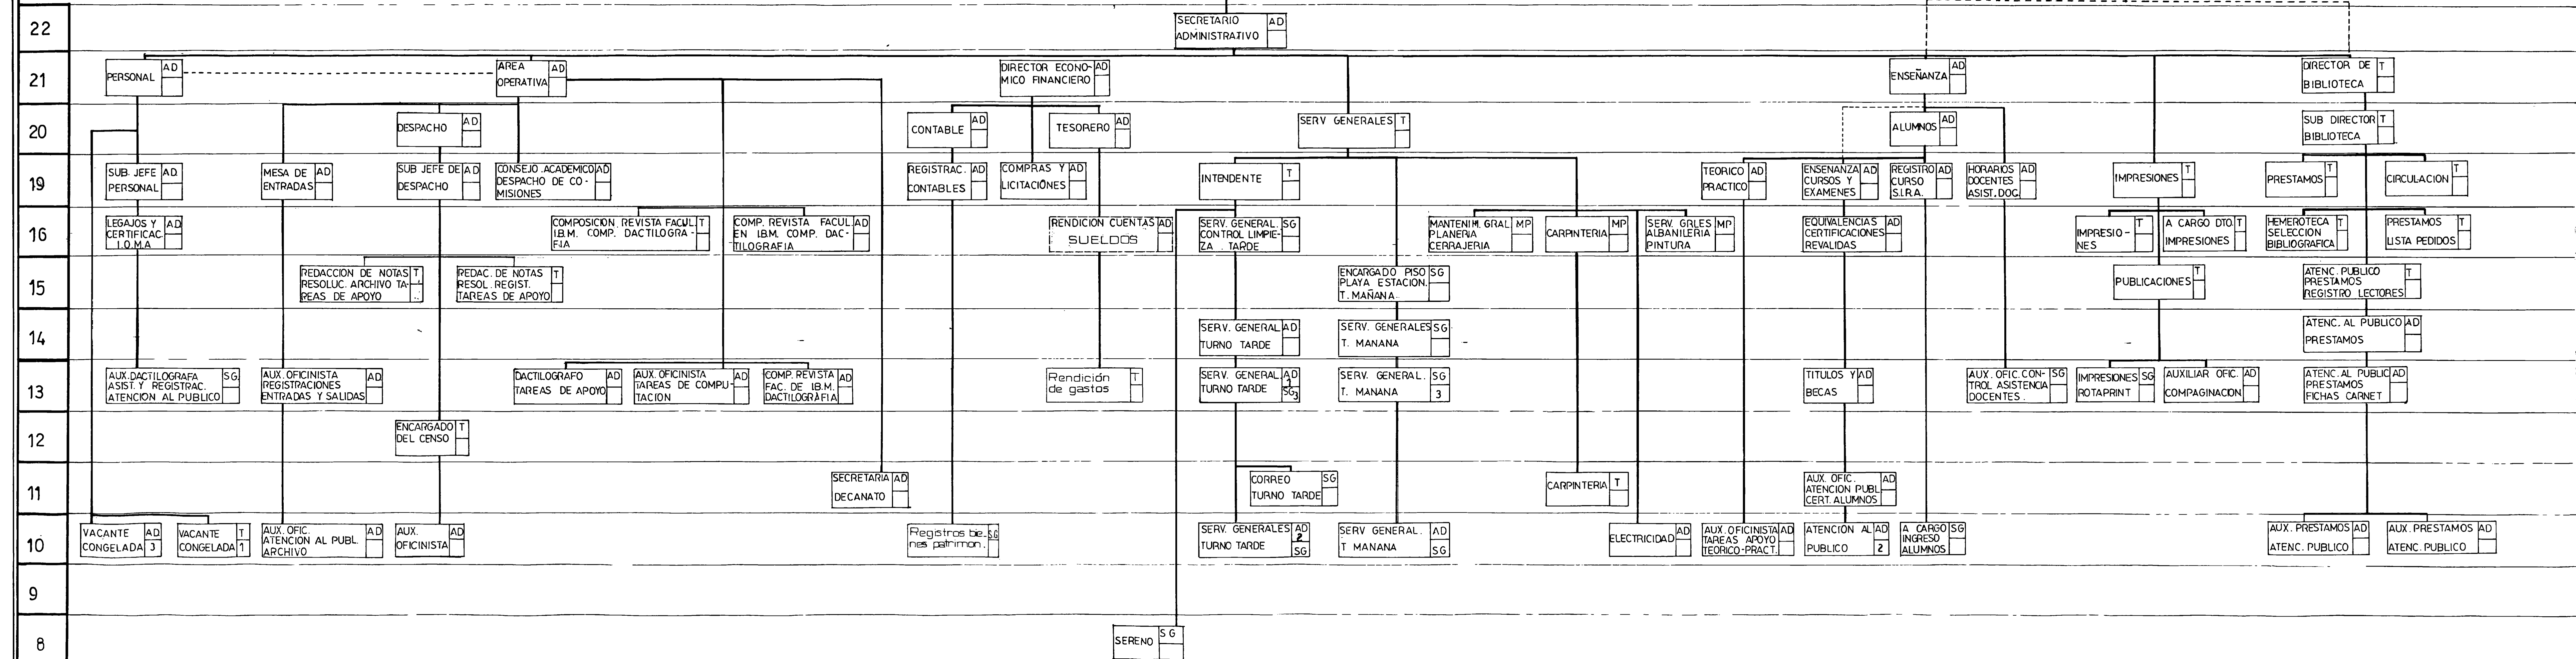 22
SECRETARIO AD
ADMINISTRATIVO
21
PERSONAL AD
AREA AD
OPERATIVA
DIRECTOR ECONO- AD
MICO FINANCIERO
ENSEÑANZA AD
DIRECTOR DE T
BIBLIOTECA
20
DESPACHO AD
CONTABLE AD
TESORERO AD
SERV GENERALES T
ALUMNOS AD
SUB DIRECTOR T
BIBLIOTECA
19
SUB. JEFE AD.
PERSONAL
MESA DE AD
ENTRADAS
SUB JEFE DE AD
DESPACHO
CONSEJO. ACADEMICO AD
DESPACHO DE CO-
MISIONES
REGISTRAC. AD
CONTABLES
COMPRAS Y AD
LICITACIONES
INTENDENTE T
TEORICO AD
PRACTICO
ENSENANZA AD
CURSOS Y
EXAMENES
REGISTRO AD
CURSO
S.I.R.A.
HORARIOS AD
DOCENTES
ASIST. DOC.
IMPRESIONES T
PRESTAMOS T
CIRCULACION T
16
LEGAJOS Y AD
CERTIFICAC.
I.O.M.A
COMPOSICION. REVISTA FACUL. T
I.B.M. COMP. DACTILOGRA-
FIA
COMP. REVISTA FACUL. AD
EN I.B.M. COMP. DAC-
TILOGRAFIA
RENDICION CUENTAS AD
SUELDOS
SERV. GENERAL. SG
CONTROL LIMPIE-
ZA . TARDE
MANTENIM. GRAL MP
PLANERIA
CERRAJERIA
CARPINTERIA MP
SERV. GRLES MP
ALBANILERIA
PINTURA
EQUIVALENCIAS AD
CERTIFICACIONES
REVALIDAS
IMPRESIO- T
NES
A CARGO DTO. T
IMPRESIONES
HEMEROTECA T
SELECCION
BIBLIOGRAFICA
PRESTAMOS T
LISTA PEDIDOS
15
REDACCION DE NOTAS T
RESOLUC. ARCHIVO TA-
REAS DE APOYO
REDAC. DE NOTAS T
RESOL. REGIST.
TAREAS DE APOYO
ENCARGADO PISO SG
PLAYA ESTACION.
T. MAÑANA.
PUBLICACIONES T
ATENC. PUBLICO T
PRESTAMOS
REGISTRO LECTORES
14
SERV. GENERAL AD
TURNO TARDE
SERV. GENERALES SG
T. MANANA
ATENC. AL PUBLICO AD
PRESTAMOS
13
AUX. DACTILOGRAFA SG.
ASIST. Y REGISTRAC.
ATENCION AL PUBLICO
AUX. OFICINISTA AD
REGISTRACIONES
ENTRADAS Y SALIDAS
DACTILOGRAFO AD
TAREAS DE APOYO
AUX. OFICINISTA AD
TAREAS DE COMPU-
TACION
COMP. REVISTA AD
FAC. DE I.B.M.
DACTILOGRAFIA
Rendición T
de gastos
SERV. GENERAL. AD 1
TURNO TARDE SG 3
SERV. GENERAL. SG
T. MANANA 3
TITULOS Y AD
BECAS
AUX. OFIC. CON- SG
TROL ASISTENCIA
DOCENTES.
IMPRESIONES SG
ROTAPRINT
AUXILIAR OFIC. AD
COMPAGINACION
ATENC. AL PUBLIC AD
PRESTAMOS
FICHAS CARNET
12
ENCARGADO T
DEL CENSO
11
SECRETARIA AD
DECANATO
CORREO SG
TURNO TARDE
CARPINTERIA T
AUX. OFIC. AD
ATENCION PUBL
CERT. ALUMNOS
10
VACANTE AD
CONGELADA 3
VACANTE T
CONGELADA 1
AUX. OFIC. AD
ATENCION AL PUBL.
ARCHIVO
AUX. AD
OFICINISTA
Registros bie- SG
nes patrimon.
SERV. GENERALES AD 2
TURNO TARDE SG
SERV GENERAL. AD
T MANANA SG
ELECTRICIDAD AD
AUX. OFICINISTA AD
TAREAS APOYO
TEORICO-PRACT.
ATENCION AL AD
PUBLICO 2
A CARGO SG
INGRESO
ALUMNOS
AUX. PRESTAMOS AD
ATENC. PUBLICO
AUX. PRESTAMOS AD
ATENC. PUBLICO
9
8
SERENO SG